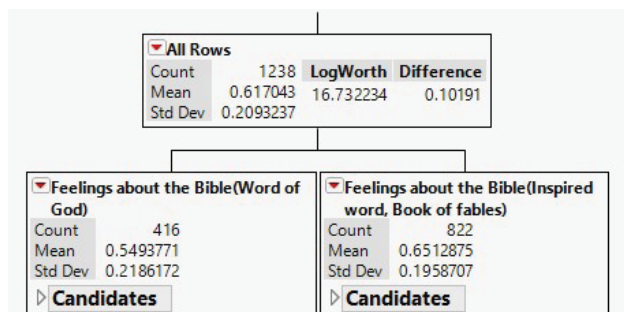 All Rows
Count 1238 LogWorth Difference
Mean 0.617043 16.732234 0.10191
Std Dev 0.2093237
Feelings about the Bible(Word of
God)
Count 416
Mean 0.5493771
Std Dev 0.2186172
Candidates
Feelings about the Bible(Inspired
word, Book of fables)
Count 822
Mean 0.6512875
Std Dev 0.1958707
Candidates